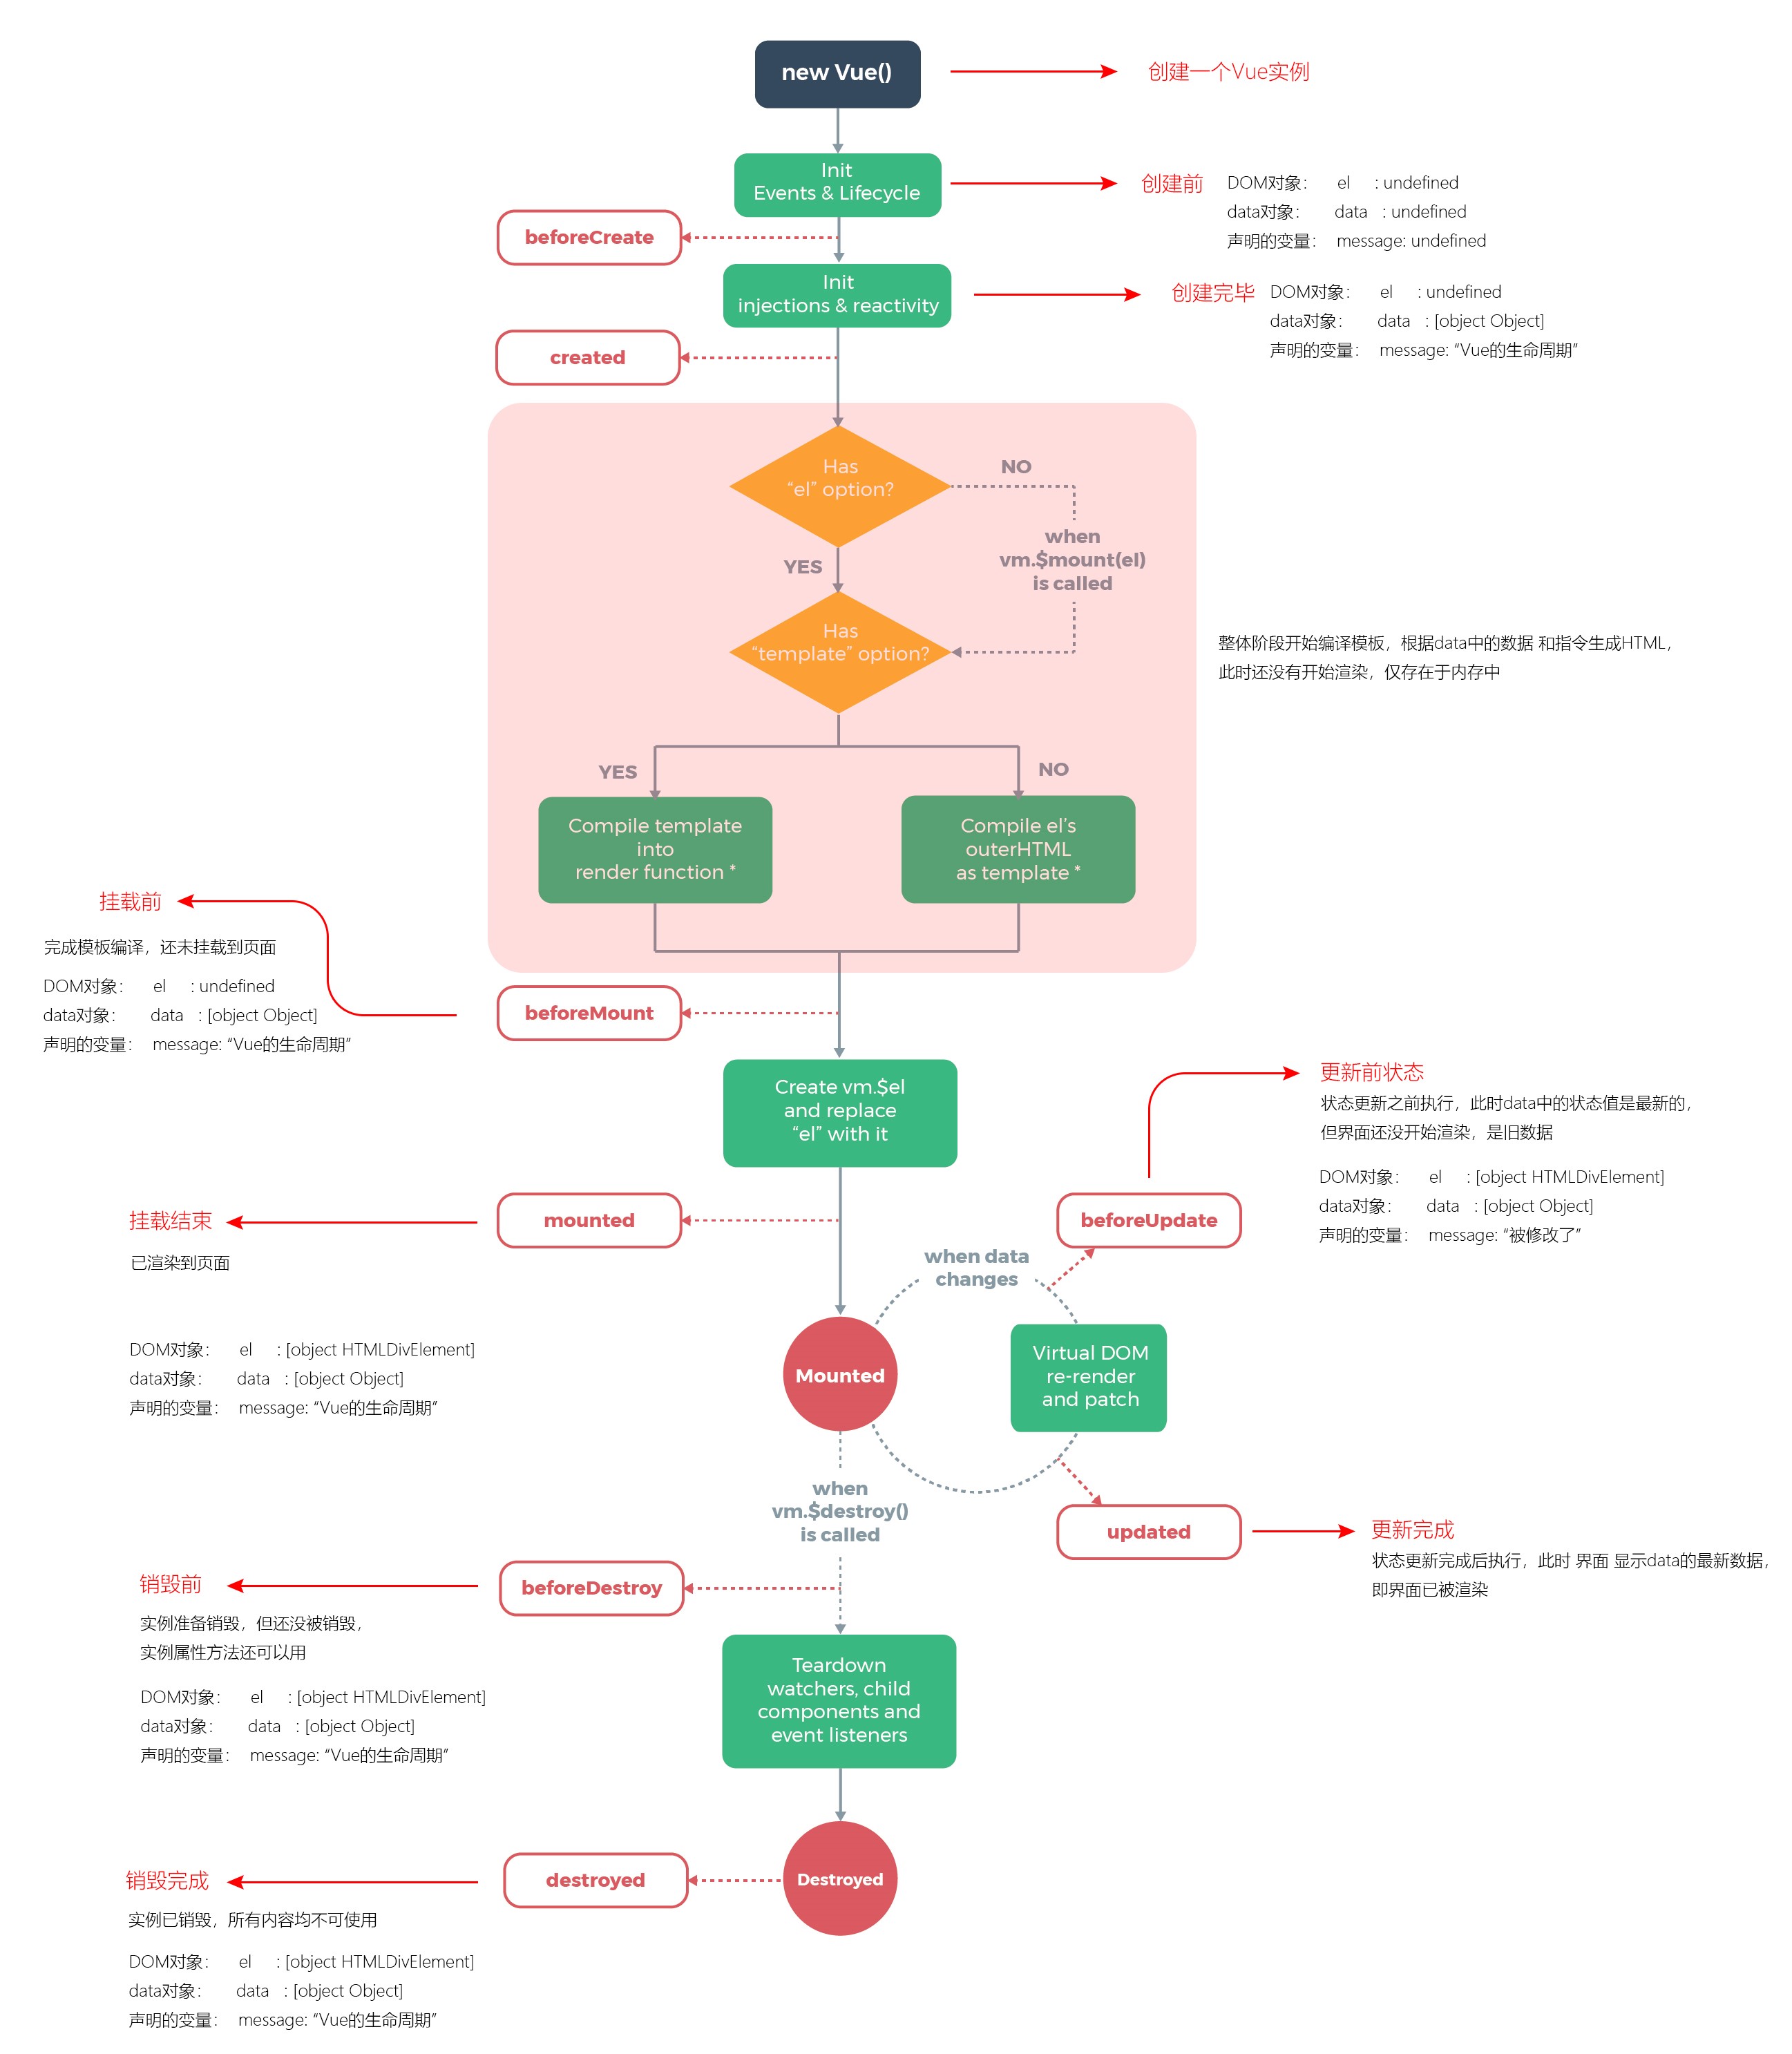 new Vue()
创建一个Vue实例
Init
Events & Lifecycle
创建前
DOM对象： el : undefined
data对象： data : undefined
声明的变量： message: undefined
beforeCreate
Init
injections & reactivity
创建完毕
DOM对象： el : undefined
data对象： data : [object Object]
声明的变量： message: “Vue的生命周期”
created
Has
“el” option?
NO
when
vm.$mount(el)
is called
YES
Has
“template” option?
整体阶段开始编译模板，根据data中的数据 和指令生成HTML，
此时还没有开始渲染，仅存在于内存中
YES
NO
Compile template
into
render function *
Compile el’s
outerHTML
as template *
挂载前
完成模板编译，还未挂载到页面
DOM对象： el : undefined
data对象： data : [object Object]
声明的变量： message: “Vue的生命周期”
beforeMount
Create vm.$el
and replace
“el” with it
更新前状态
状态更新之前执行，此时data中的状态值是最新的，
但界面还没开始渲染，是旧数据
DOM对象： el : [object HTMLDivElement]
data对象： data : [object Object]
声明的变量： message: “被修改了”
挂载结束
已渲染到页面
DOM对象： el : [object HTMLDivElement]
data对象： data : [object Object]
声明的变量： message: “Vue的生命周期”
mounted
beforeUpdate
when data
changes
Mounted
Virtual DOM
re-render
and patch
when
vm.$destroy()
is called
updated
更新完成
状态更新完成后执行，此时 界面 显示data的最新数据，
即界面已被渲染
销毁前
实例准备销毁，但还没被销毁，
实例属性方法还可以用
DOM对象： el : [object HTMLDivElement]
data对象： data : [object Object]
声明的变量： message: “Vue的生命周期”
beforeDestroy
Teardown
watchers, child
components and
event listeners
销毁完成
实例已销毁，所有内容均不可使用
DOM对象： el : [object HTMLDivElement]
data对象： data : [object Object]
声明的变量： message: “Vue的生命周期”
destroyed
Destroyed